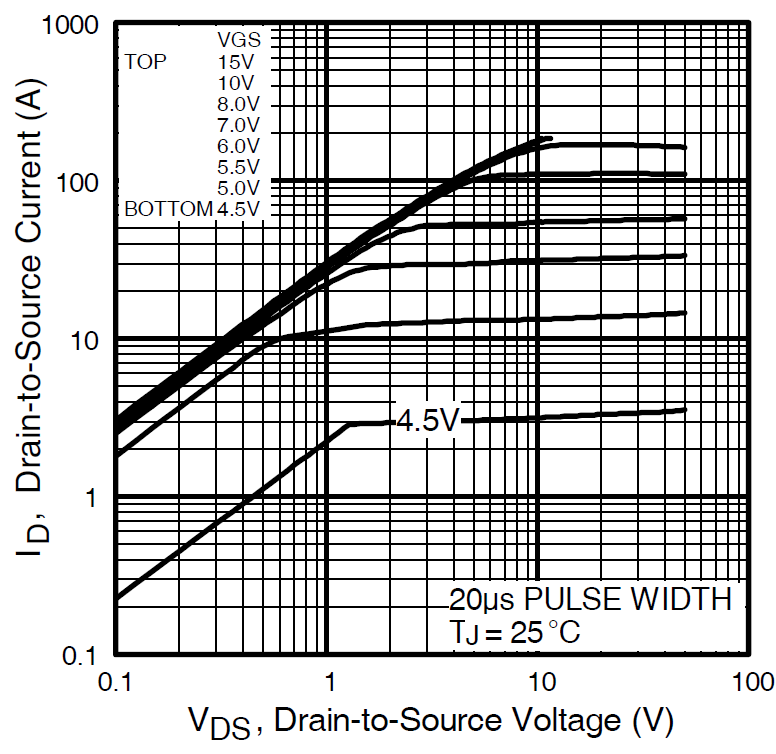 1000
VGS
TOP 15V
10V
8.0V
7.0V
6.0V
5.5V
5.0V
BOTTOM 4.5V
100
10
1
0.1
I_D, Drain-to-Source Current (A)
4.5V
20µs PULSE WIDTH
TJ = 25°C
0.1 1 10 100
VDS, Drain-to-Source Voltage (V)